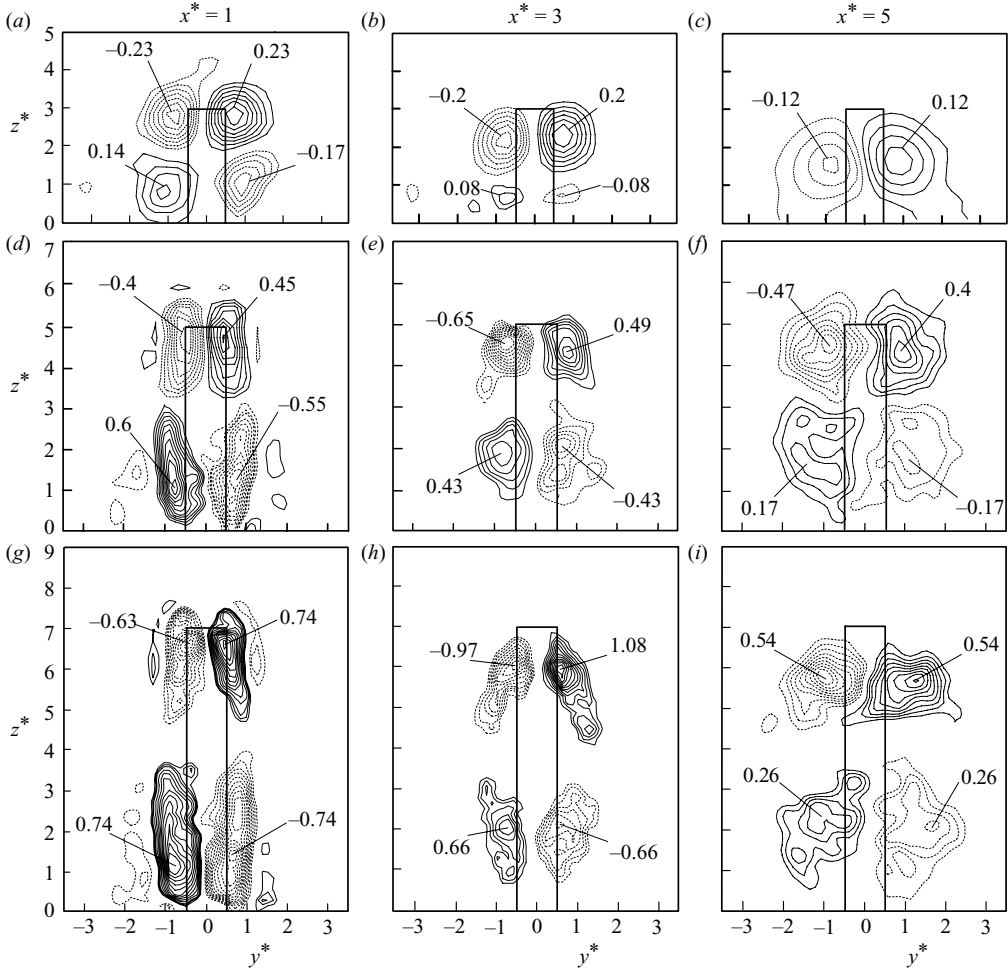 (a) x* = 1 (b) x* = 3 (c) x* = 5
5
–0.23 0.23
4
–0.2 0.2 –0.12 0.12
3
z*
2
0.14 –0.17
1
0.08 –0.08
0
(d) (e) (f)
7
6
–0.4 0.45 –0.47 0.4
5
–0.65 0.49
4
z*
3
0.6 –0.55
2
1
0.43 –0.43 0.17 –0.17
0
(g) (h) (i)
9
8
–0.63 0.74
7
–0.97 1.08 0.54 0.54
6
z*
5
4
3
0.26 0.26
2
0.74 –0.74
0.66 –0.66
1
0
–3 –2 –1 0 1 2 3 –3 –2 –1 0 1 2 3 –3 –2 –1 0 1 2 3
y* y* y*